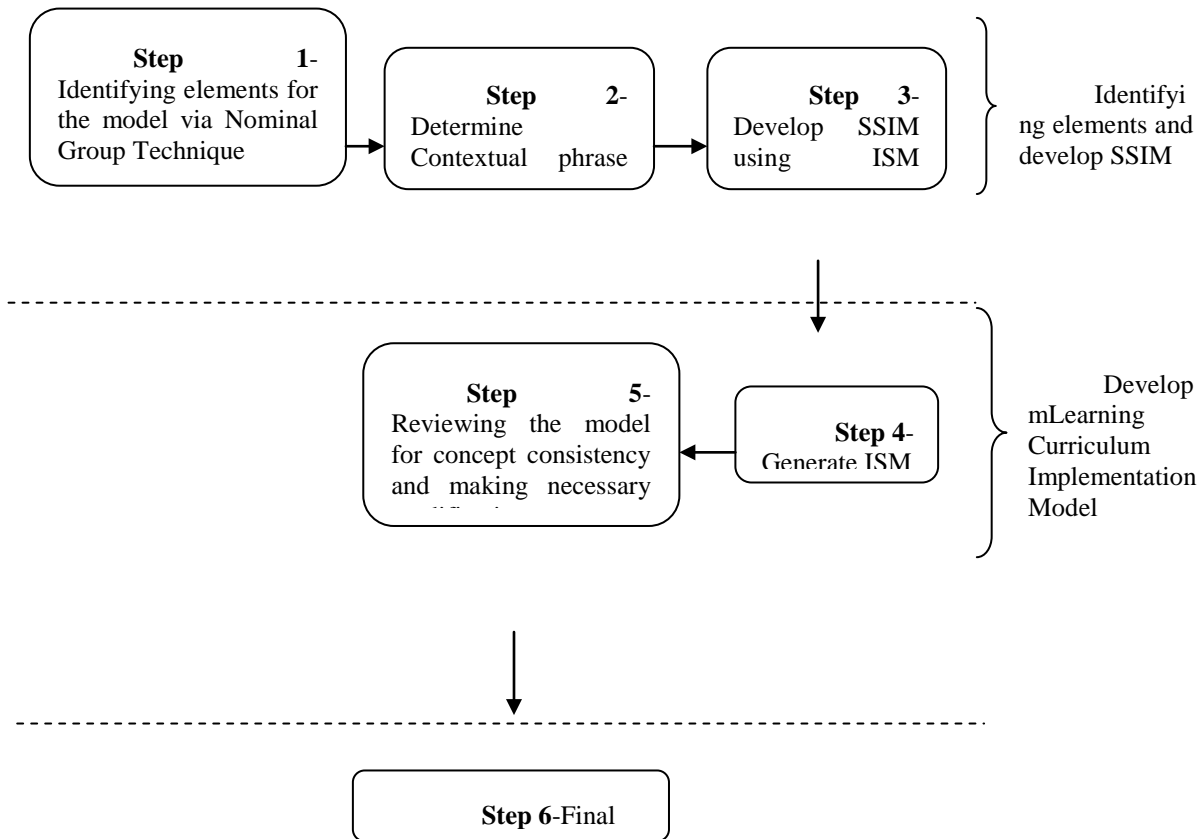 Step 1-
Identifying elements for
the model via Nominal
Group Technique
Step 2-
Determine
Contextual phrase
Step 3-
Develop SSIM
using ISM
Identifyi
ng elements and
develop SSIM
Step 5-
Reviewing the model
for concept consistency
and making necessary
Step 4-
Generate ISM
Develop
mLearning
Curriculum
Implementation
Model
Step 6-Final